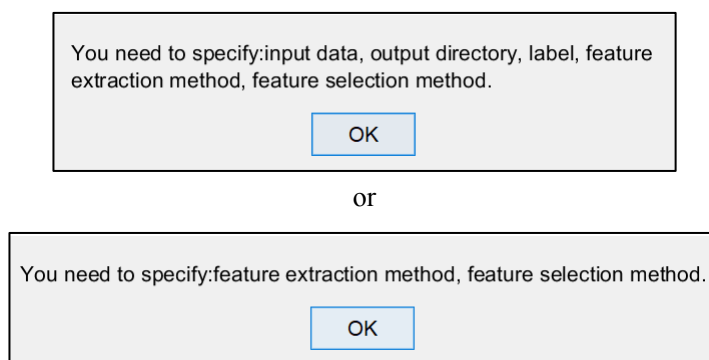 You need to specify:input data, output directory, label, feature
extraction method, feature selection method.
OK
or
You need to specify:feature extraction method, feature selection method.
OK